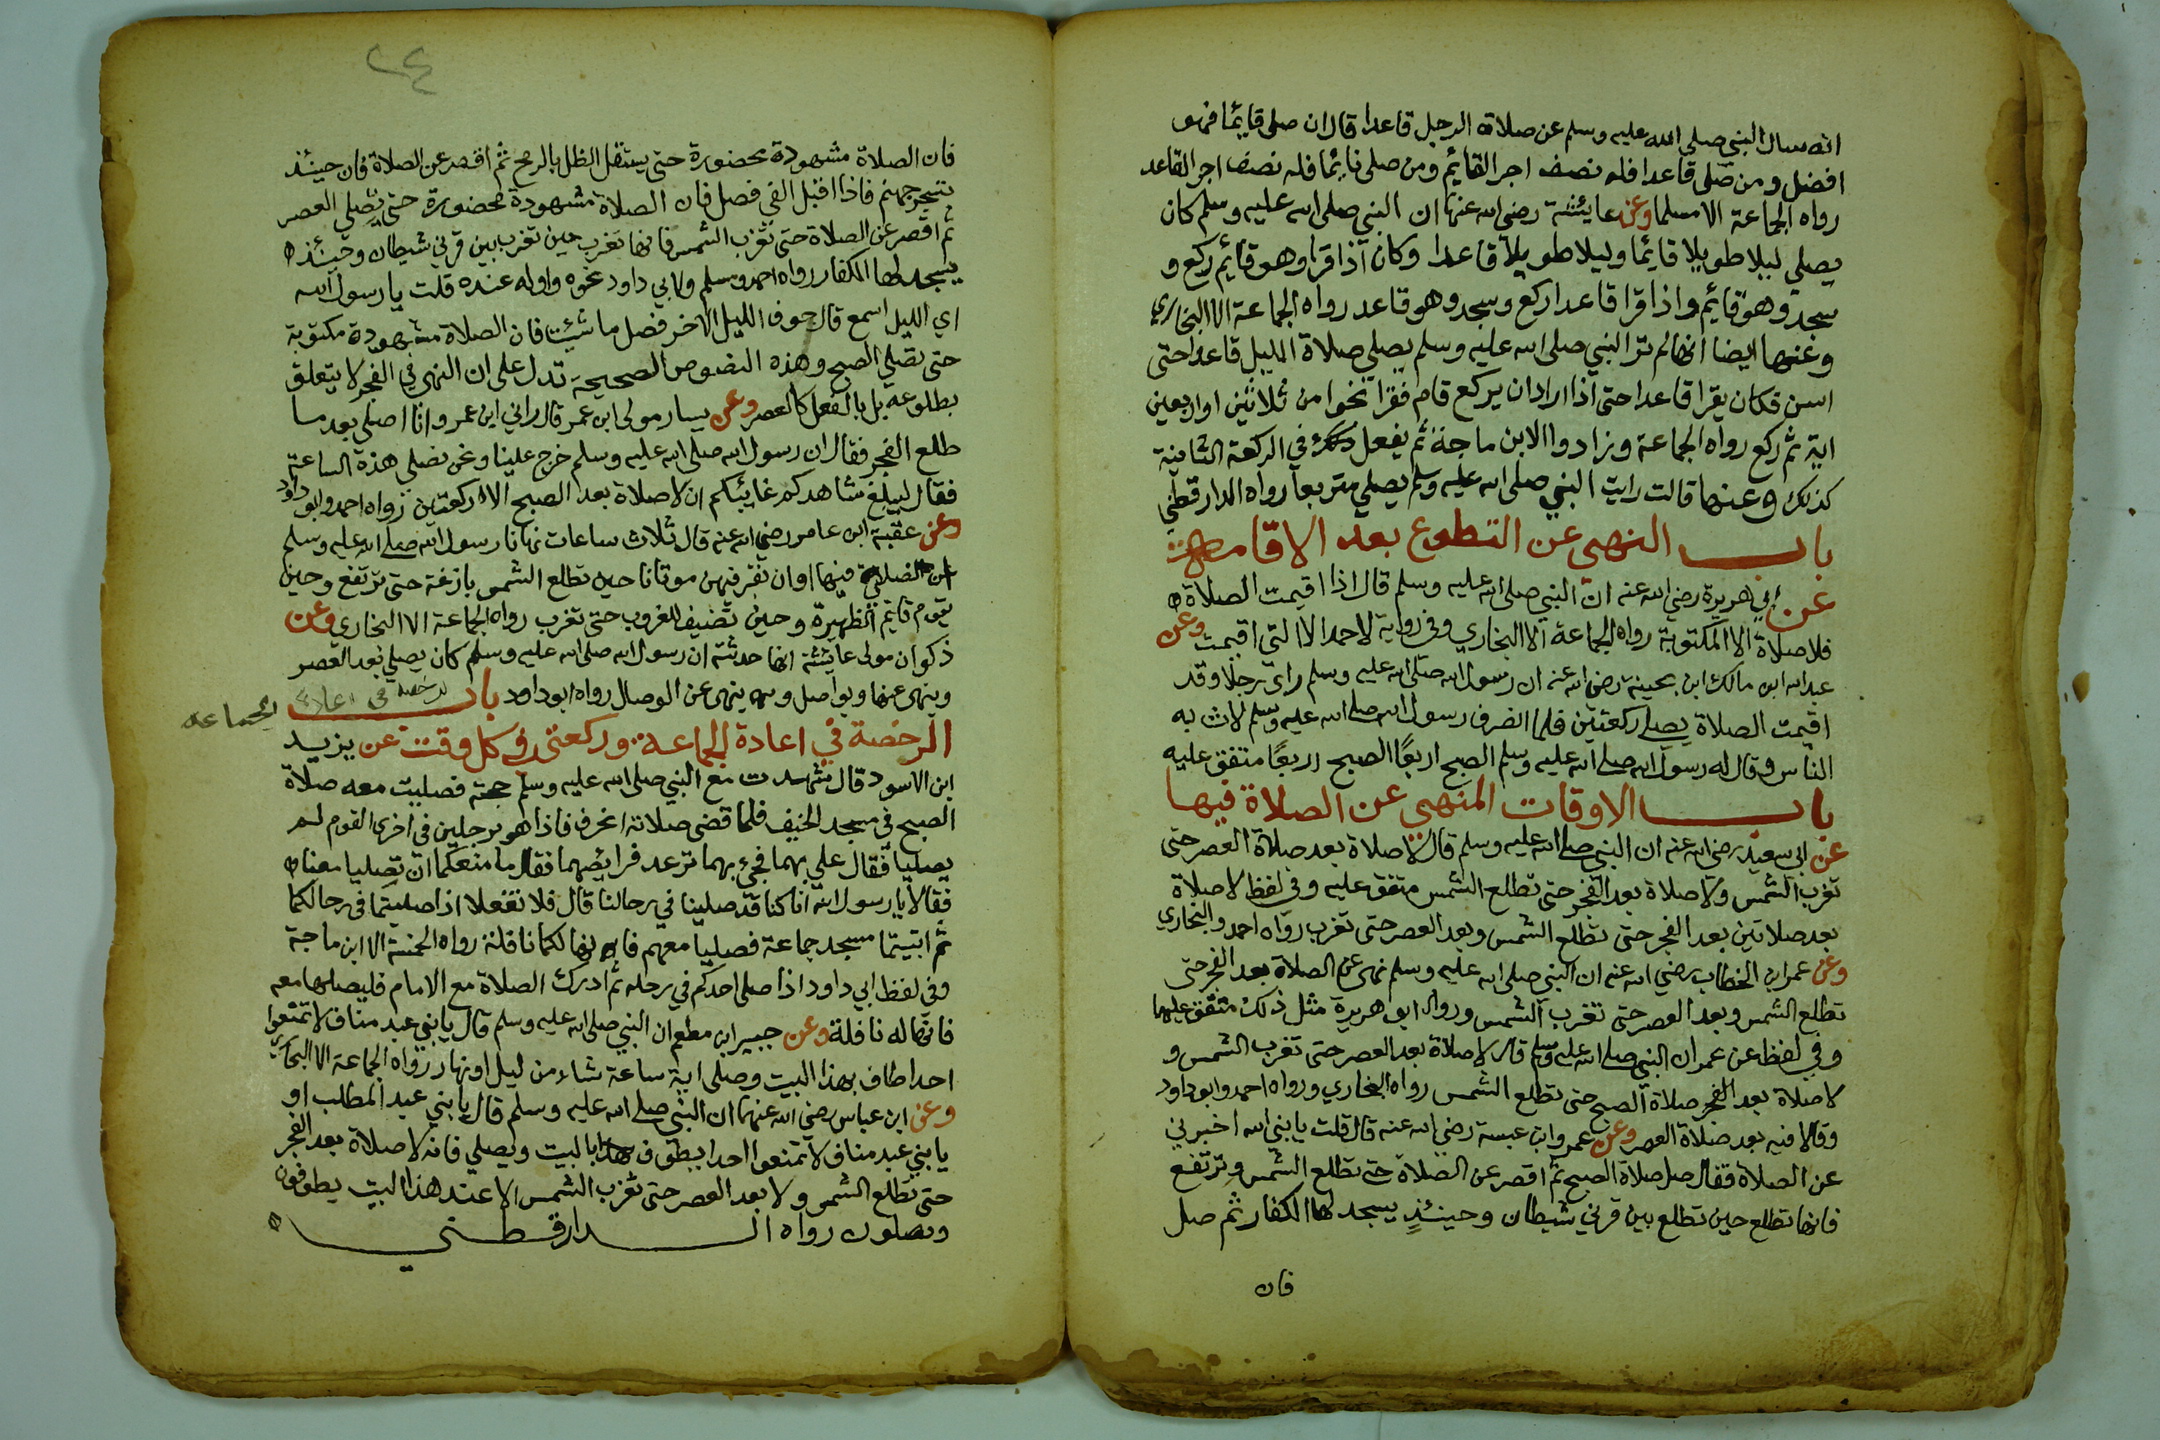 انه سال النبي صلى الله عليه وسلم عن صلاة الرجل قاعدا قال ان صلى قايما فهو
افضل ومن صلى قاعدا فله نصف اجر القائيم ومن صلى نايما فله نصف اجر القاعد
رواه الجماعة الا مسلما وعن عايشة رضي الله عنها ان النبي صلى الله عليه وسلم كان
يصلي ليلا طويلا قائيما وليلا طويلا قاعدا وكان اذا قرا وهو قائيم ركع و
سجد وهو قائيم واذا قرا قاعدا ركع وسجد وهو قاعد رواه الجماعة الا البخاري
وعنها ايضا انها لم تر النبي صلى الله عليه وسلم يصلي صلاة الليل قاعدا حتى
اسن فكان يقرا قاعدا حتى اذا اراد ان يركع قام فقرا نحوا من ثلاثين او اربعين
اية ثم ركع رواه الجماعة وزادوا الا ابن ماجة ثم يفعل في الركعة الثانية
كذلك وعنها قالت رايت النبي صلى الله عليه وسلم يصلي متربعا رواه الدارقطني
باب النهي عن التطوع بعد الاقامة
عن ابي هريرة رضي الله عنه ان النبي صلى الله عليه وسلم قال اذا اقيمت الصلاة
فلا صلاة الا المكتوبة رواه الجماعة الا البخاري وفي رواية لاحمد الا التي اقيمت وعن
عبد الله ابن مالك ابن بحينة رضي الله عنه ان رسول الله صلى الله عليه وسلم راى رجلا وقد
اقيمت الصلاة يصلي ركعتين فلما انصرف رسول الله صلى الله عليه وسلم لاث به
الناس وقال له رسول الله صلى الله عليه وسلم الصبح اربعًا الصبح اربعًا متفق عليه
باب الاوقات المنهي عن الصلاة فيها
عن ابي سعيد رضي الله عنه ان النبي صلى الله عليه وسلم قال لا صلاة بعد صلاة العصر حتى
تغرب الشمس ولا صلاة بعد الفجر حتى تطلع الشمس متفق عليه وفي لفظ لا صلاة
بعد صلاتين بعد الفجر حتى تطلع الشمس وبعد العصر حتى تغرب رواه احمد والبخاري
وعن عمر ابن الخطاب رضي الله عنه ان النبي صلى الله عليه وسلم نهى عن الصلاة بعد الفجر حتى
تطلع الشمس وبعد العصر حتى تغرب الشمس ورواه ابو هريرة مثل ذلك متفق عليهما
وفي لفظ عن عمر ان النبي صلى الله عليه وسلم قال لا صلاة بعد العصر حتى تغرب الشمس و
لا صلاة بعد الفجر صلاة الصبح حتى تطلع الشمس رواه البخاري ورواه احمد وابو داود
وقالا فيه بعد صلاة العصر وعن عمرو ابن عبسة رضي الله عنه قال قلت يا نبي الله اخبرني
عن الصلاة فقال صل صلاة الصبح ثم اقصر عن الصلاة حتى تطلع الشمس وترتفع
فانها تطلع حين تطلع بين قرني شيطان وحينئذ يسجد لها الكفار ثم صل
فان
٢٤
فان الصلاة مشهودة محضورة حتى يستقل الظل بالرمح ثم اقصر عن الصلاة فان حينئذ
تسجر جهنم فاذا اقبل الفي فصل فان الصلاة مشهودة محضورة حتى تصلي العصر
ثم اقصر عن الصلاة حتى تغرب الشمس فانها تغرب حين تغرب بين قرني شيطان وحينئذ
يسجد لها الكفار رواه احمد ومسلم ولابي داود نحوه واوله عنده قلت يا رسول الله
اي الليل اسمع قال جوف الليل الاخر فصل ما شئت فان الصلاة مشهودة مكتوبة
حتى تصلي الصبح وهذه النصوص الصحيحة تدل على ان النهي في الفجر لا يتعلق
بطلوعه بل بالفعل كالعصر وعن يسار مولى ابن عمر قال راني ابن عمر وانا اصلي بعد ما
طلع الفجر فقال ان رسول الله صلى الله عليه وسلم خرج علينا ونحن نصلي هذه الساعة
فقال ليبلغ شاهدكم غايبكم ان لا صلاة بعد الصبح الا ركعتين رواه احمد وابو داود
وعن عقبة ابن عامر رضي الله عنه قال ثلاث ساعات نهانا رسول الله صلى الله عليه وسلم
ان نصلي فيها او ان نقبر فيهن موتانا حين تطلع الشمس بازغة حتى ترتفع وحين
يقوم قايم الظهيرة وحين تضيف للغروب حتى تغرب رواه الجماعة الا البخاري وعن
ذكوان مولى عايشة انها حدثته ان رسول الله صلى الله عليه وسلم كان يصلي بعد العصر
وينهى عنها ويواصل وينهى عن الوصال رواه ابو داود باب
الرخصة في اعادة الجماعة
الرخصة في اعادة الجماعة وركعتي في كل وقت عن يزيد
ابن الاسود قال شهدت مع النبي صلى الله عليه وسلم حجة فصليت معه صلاة
الصبح في مسجد الخيف فلما قضى صلاته انحرف فاذا هو برجلين في اخرى القوم لم
يصليا فقال علي بهما فجيء بهما ترعد فرايصهما فقال ما منعكما ان تصليا معنا
فقالا يا رسول الله انا كنا قد صلينا في رحالنا قال فلا تفعلا اذا صليتما في رحالكما
ثم اتيتما مسجد جماعة فصليا معهم فانها لكما نافلة رواه الخمسة الا ابن ماجة
وفي لفظ ابي داود اذا صلى احدكم في رحله ثم ادرك الصلاة مع الامام فليصلها معه
فانها له نافلة وعن جبير ابن مطعم ان النبي صلى الله عليه وسلم قال يا بني عبد مناف لا تمنعوا
احدا طاف بهذا البيت وصلى اية ساعة شاء من ليل او نهار رواه الجماعة الا البخاري
وعن ابن عباس رضي الله عنهما ان النبي صلى الله عليه وسلم قال يا بني عبد المطلب او
يا بني عبد مناف لا تمنعوا احدا يطوف بالبيت ويصلي فانه لا صلاة بعد الفجر
حتى تطلع الشمس ولا بعد العصر حتى تغرب الشمس الا عند هذا البيت يطوفون
ويصلون رواه الدارقطني